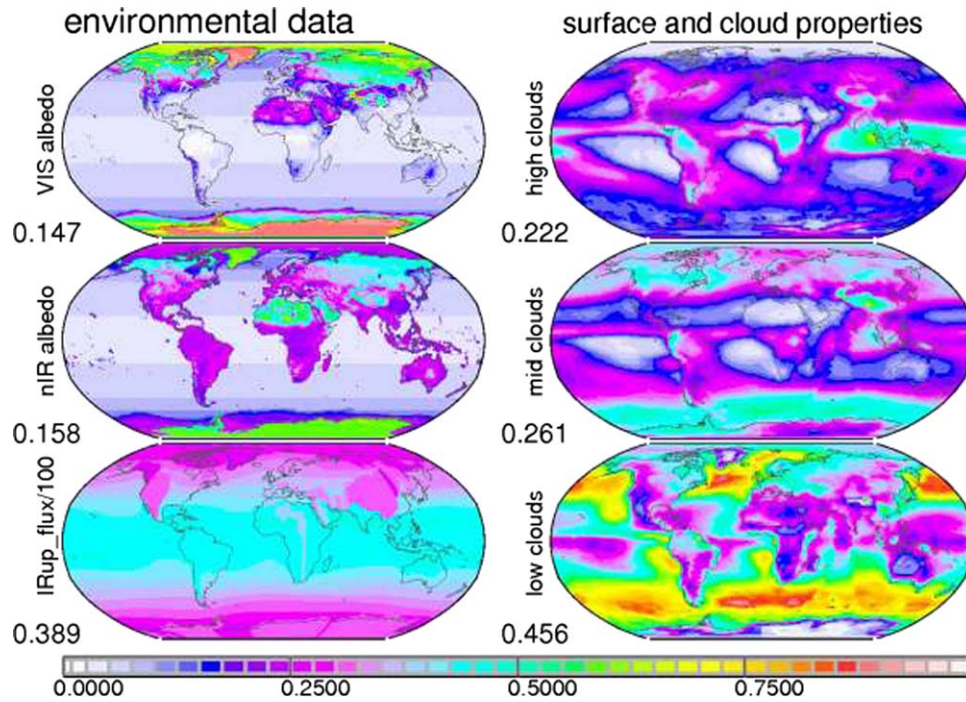 environmental data
surface and cloud properties
VIS albedo
0.147
high clouds
0.222
nIR albedo
0.158
mid clouds
0.261
IRup_flux/100
0.389
low clouds
0.456
0.0000 0.2500 0.5000 0.7500